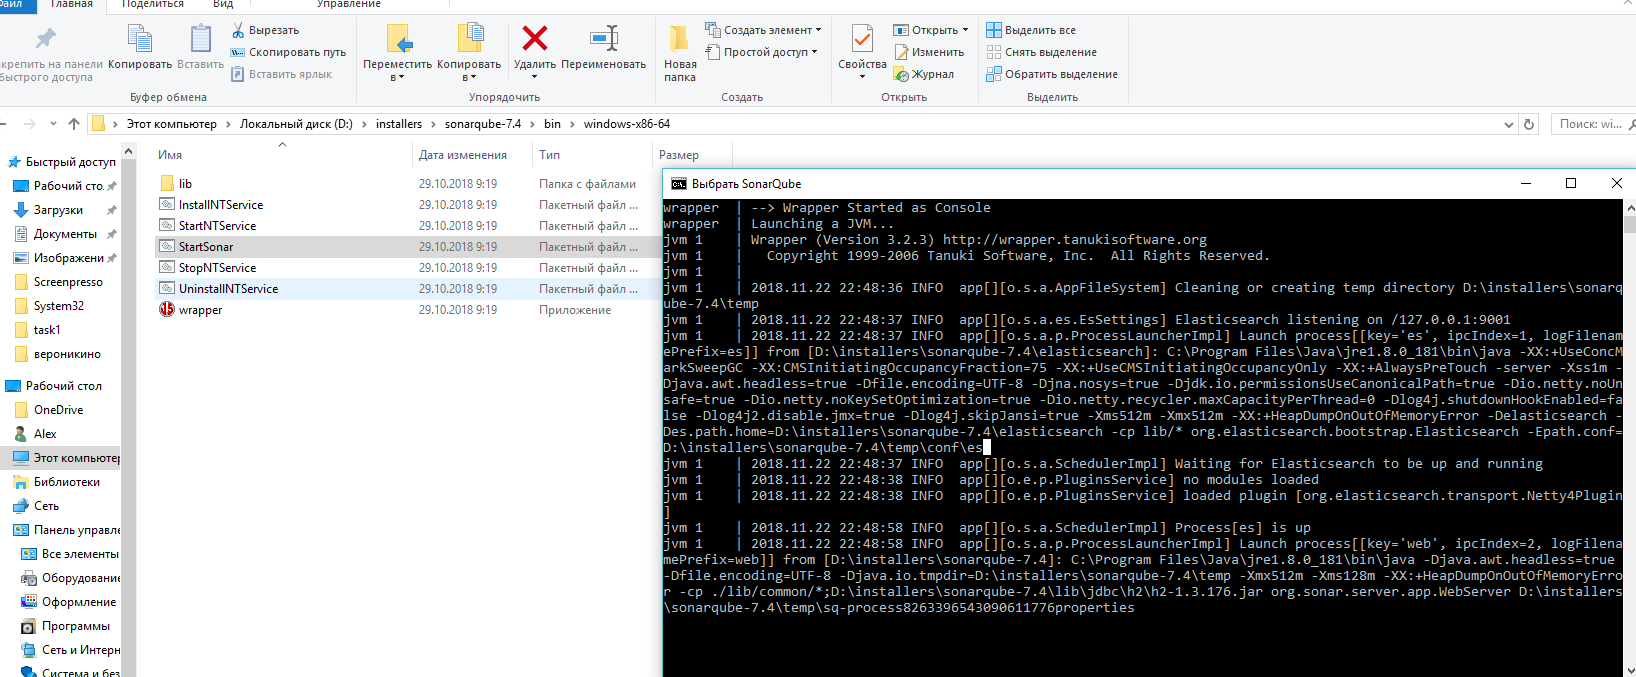 Файл Главная Поделиться Вид Управление
Вырезать
Скопировать путь
Вставить ярлык
крепить на панели
быстрого доступа
Копировать
Вставить
Буфер обмена
Переместить
в
Копировать
в
Удалить
Переименовать
Упорядочить
Новая
папка
Создать элемент
Простой доступ
Создать
Свойства
Открыть
Изменить
Журнал
Открыть
Выделить все
Снять выделение
Обратить выделение
Выделить
Этот компьютер > Локальный диск (D:) > installers > sonarqube-7.4 > bin > windows-x86-64
Поиск: wi...
Быстрый доступ
Рабочий сто.
Загрузки
Документы
Изображени
Screenpresso
System32
task1
вероникино
Рабочий стол
OneDrive
Alex
Этот компьютер
Библиотеки
Сеть
Панель управле
Все элементы
Оборудование
Оформление
Программы
Сеть и Интерн
Система и без
Имя Дата изменения Тип Размер
lib 29.10.2018 9:19 Папка с файлами
InstallNTService 29.10.2018 9:19 Пакетный файл ...
StartNTService 29.10.2018 9:19 Пакетный файл ...
StartSonar 29.10.2018 9:19 Пакетный файл ...
StopNTService 29.10.2018 9:19 Пакетный файл ...
UninstallNTService 29.10.2018 9:19 Пакетный файл ...
wrapper 29.10.2018 9:19 Приложение
Выбрать SonarQube
wrapper | --> Wrapper Started as Console
wrapper | Launching a JVM...
jvm 1 | Wrapper (Version 3.2.3) http://wrapper.tanukisoftware.org
jvm 1 | Copyright 1999-2006 Tanuki Software, Inc. All Rights Reserved.
jvm 1 |
jvm 1 | 2018.11.22 22:48:36 INFO app[][o.s.a.AppFileSystem] Cleaning or creating temp directory D:\installers\sonarq
ube-7.4\temp
jvm 1 | 2018.11.22 22:48:37 INFO app[][o.s.a.es.EsSettings] Elasticsearch listening on /127.0.0.1:9001
jvm 1 | 2018.11.22 22:48:37 INFO app[][o.s.a.p.ProcessLauncherImpl] Launch process[[key='es', ipcIndex=1, logFilenam
ePrefix=es]] from [D:\installers\sonarqube-7.4\elasticsearch]: C:\Program Files\Java\jre1.8.0_181\bin\java -XX:+UseConcM
arkSweepGC -XX:CMSInitiatingOccupancyFraction=75 -XX:+UseCMSInitiatingOccupancyOnly -XX:+AlwaysPreTouch -server -Xss1m -
Djava.awt.headless=true -Dfile.encoding=UTF-8 -Djna.nosys=true -Djdk.io.permissionsUseCanonicalPath=true -Dio.netty.noUn
safe=true -Dio.netty.noKeySetOptimization=true -Dio.netty.recycler.maxCapacityPerThread=0 -Dlog4j.shutdownHookEnabled=fa
lse -Dlog4j2.disable.jmx=true -Dlog4j.skipJansi=true -Xms512m -Xmx512m -XX:+HeapDumpOnOutOfMemoryError -Delasticsearch -
Des.path.home=D:\installers\sonarqube-7.4\elasticsearch -cp lib/* org.elasticsearch.bootstrap.Elasticsearch -Epath.conf=
D:\installers\sonarqube-7.4\temp\conf\es
jvm 1 | 2018.11.22 22:48:37 INFO app[][o.s.a.SchedulerImpl] Waiting for Elasticsearch to be up and running
jvm 1 | 2018.11.22 22:48:38 INFO app[][o.e.p.PluginsService] no modules loaded
jvm 1 | 2018.11.22 22:48:38 INFO app[][o.e.p.PluginsService] loaded plugin [org.elasticsearch.transport.Netty4Plugin
]
jvm 1 | 2018.11.22 22:48:58 INFO app[][o.s.a.SchedulerImpl] Process[es] is up
jvm 1 | 2018.11.22 22:48:58 INFO app[][o.s.a.p.ProcessLauncherImpl] Launch process[[key='web', ipcIndex=2, logFilena
mePrefix=web]] from [D:\installers\sonarqube-7.4]: C:\Program Files\Java\jre1.8.0_181\bin\java -Djava.awt.headless=true
-Dfile.encoding=UTF-8 -Djava.io.tmpdir=D:\installers\sonarqube-7.4\temp -Xmx512m -Xms128m -XX:+HeapDumpOnOutOfMemoryErro
r -cp ./lib/common/*;D:\installers\sonarqube-7.4\lib\jdbc\h2\h2-1.3.176.jar org.sonar.server.app.WebServer D:\installers
\sonarqube-7.4\temp\sq-process8263396543090611776properties